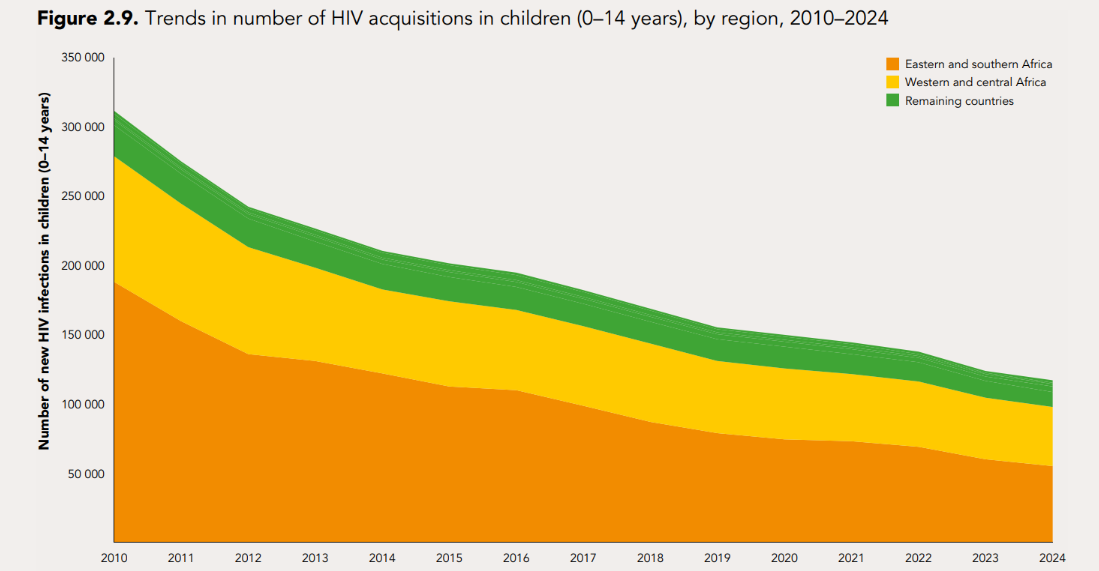 Figure 2.9. Trends in number of HIV acquisitions in children (0–14 years), by region, 2010–2024
350 000
300 000
250 000
200 000
150 000
100 000
50 000
Number of new HIV infections in children (0–14 years)
Eastern and southern Africa
Western and central Africa
Remaining countries
2010 2011 2012 2013 2014 2015 2016 2017 2018 2019 2020 2021 2022 2023 2024